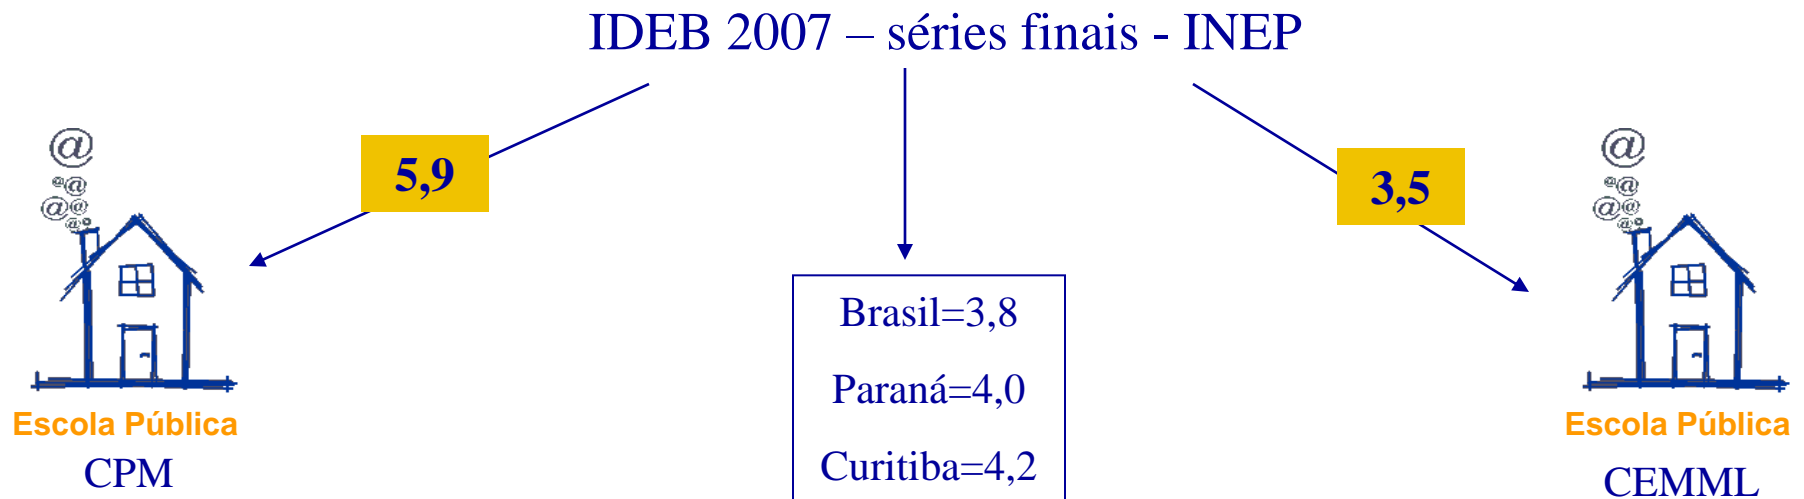 IDEB 2007 – séries finais - INEP
5,9
3,5
@
@@
@@
@@
@
@@
@@
@@
Brasil=3,8
Paraná=4,0
Curitiba=4,2
Escola Pública
CPM
Escola Pública
CEMML